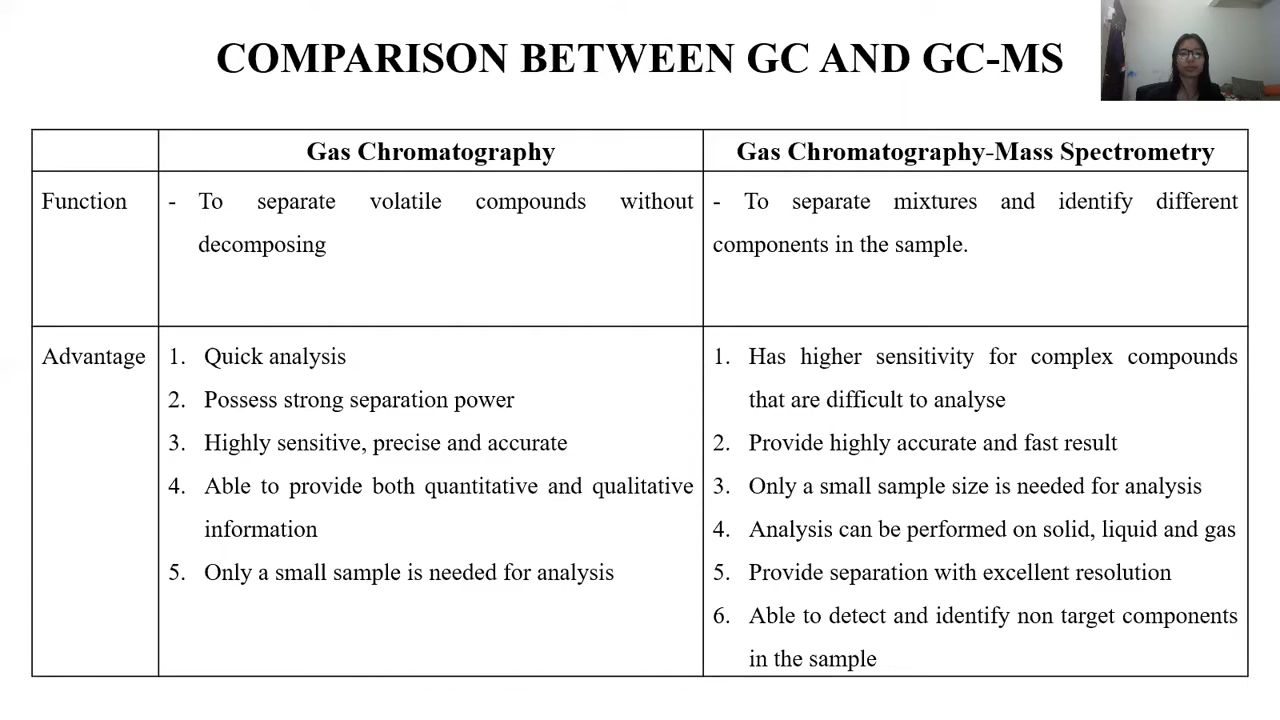 COMPARISON BETWEEN GC AND GC-MS
Gas Chromatography
Gas Chromatography-Mass Spectrometry
Function
- To separate volatile compounds without
decomposing
- To separate mixtures and identify different
components in the sample.
Advantage
1. Quick analysis
2. Possess strong separation power
3. Highly sensitive, precise and accurate
4. Able to provide both quantitative and qualitative
information
5. Only a small sample is needed for analysis
1. Has higher sensitivity for complex compounds
that are difficult to analyse
2. Provide highly accurate and fast result
3. Only a small sample size is needed for analysis
4. Analysis can be performed on solid, liquid and gas
5. Provide separation with excellent resolution
6. Able to detect and identify non target components
in the sample